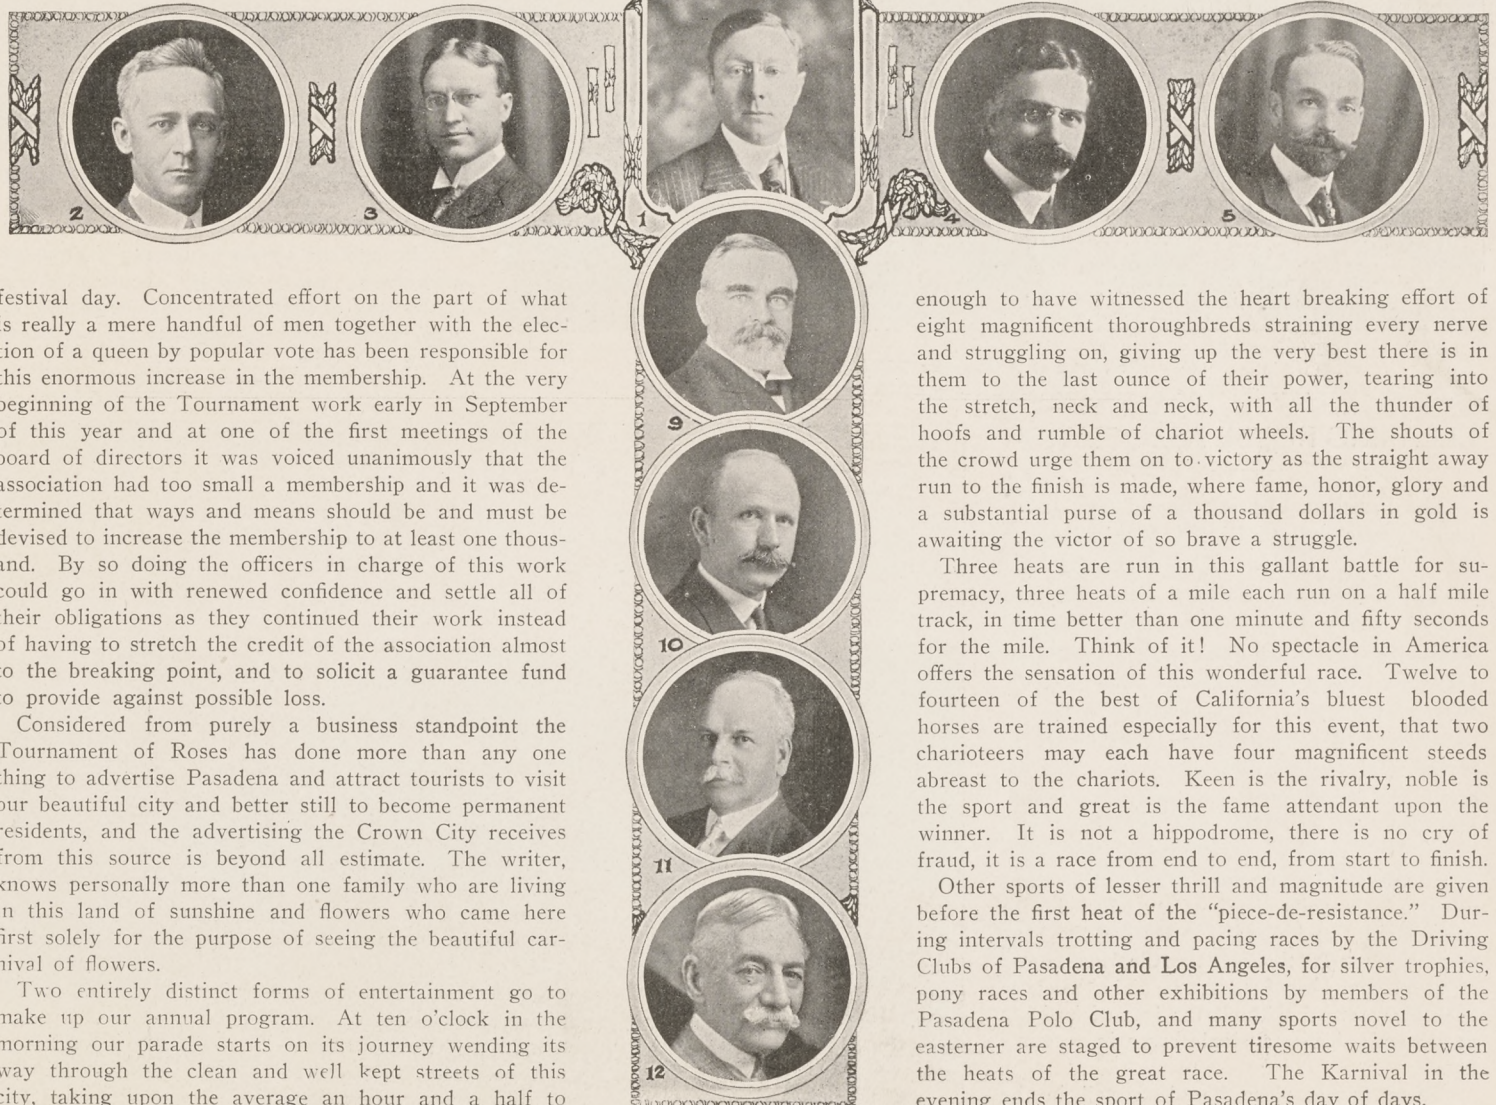 2
3
1
4
5
festival day. Concentrated effort on the part of what
is really a mere handful of men together with the elec-
tion of a queen by popular vote has been responsible for
this enormous increase in the membership. At the very
beginning of the Tournament work early in September
of this year and at one of the first meetings of the
board of directors it was voiced unanimously that the
association had too small a membership and it was de-
termined that ways and means should be and must be
devised to increase the membership to at least one thous-
and. By so doing the officers in charge of this work
could go in with renewed confidence and settle all of
their obligations as they continued their work instead
of having to stretch the credit of the association almost
to the breaking point, and to solicit a guarantee fund
to provide against possible loss.
Considered from purely a business standpoint the
Tournament of Roses has done more than any one
thing to advertise Pasadena and attract tourists to visit
our beautiful city and better still to become permanent
residents, and the advertising the Crown City receives
from this source is beyond all estimate. The writer,
knows personally more than one family who are living
in this land of sunshine and flowers who came here
first solely for the purpose of seeing the beautiful car-
nival of flowers.
Two entirely distinct forms of entertainment go to
make up our annual program. At ten o'clock in the
morning our parade starts on its journey wending its
way through the clean and well kept streets of this
city, taking upon the average an hour and a half to
9
10
11
12
enough to have witnessed the heart breaking effort of
eight magnificent thoroughbreds straining every nerve
and struggling on, giving up the very best there is in
them to the last ounce of their power, tearing into
the stretch, neck and neck, with all the thunder of
hoofs and rumble of chariot wheels. The shouts of
the crowd urge them on to victory as the straight away
run to the finish is made, where fame, honor, glory and
a substantial purse of a thousand dollars in gold is
awaiting the victor of so brave a struggle.
Three heats are run in this gallant battle for su-
premacy, three heats of a mile each run on a half mile
track, in time better than one minute and fifty seconds
for the mile. Think of it! No spectacle in America
offers the sensation of this wonderful race. Twelve to
fourteen of the best of California's bluest blooded
horses are trained especially for this event, that two
charioteers may each have four magnificent steeds
abreast to the chariots. Keen is the rivalry, noble is
the sport and great is the fame attendant upon the
winner. It is not a hippodrome, there is no cry of
fraud, it is a race from end to end, from start to finish.
Other sports of lesser thrill and magnitude are given
before the first heat of the "piece-de-resistance." Dur-
ing intervals trotting and pacing races by the Driving
Clubs of Pasadena and Los Angeles, for silver trophies,
pony races and other exhibitions by members of the
Pasadena Polo Club, and many sports novel to the
easterner are staged to prevent tiresome waits between
the heats of the great race. The Karnival in the
evening ends the sport of Pasadena's day of days.